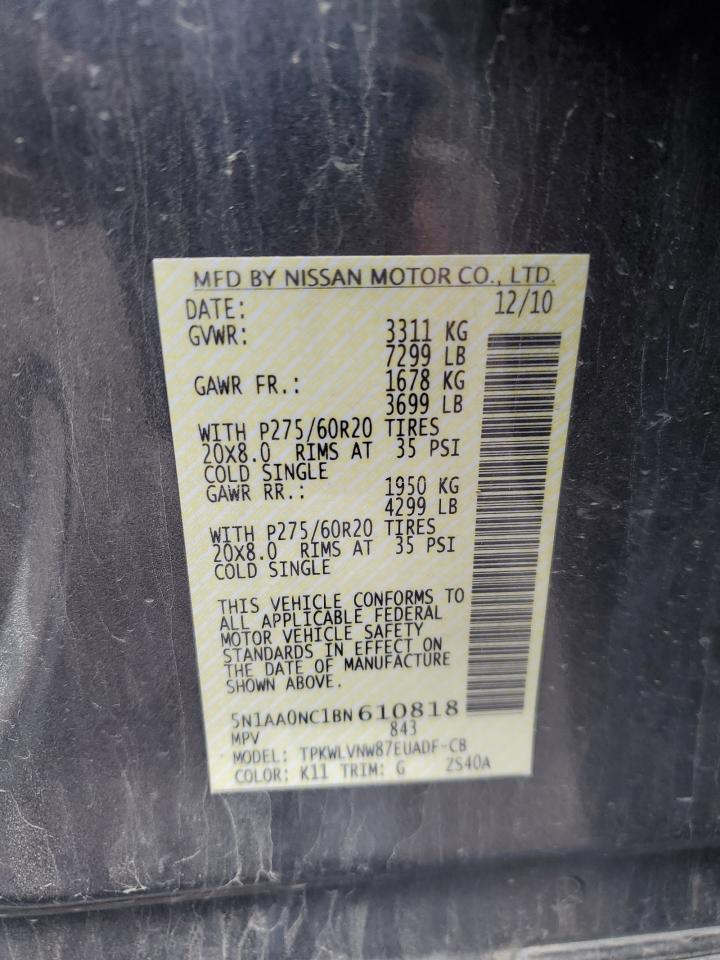 MFD BY NISSAN MOTOR CO., LTD.
DATE: 12/10
GVWR: 3311 KG
7299 LB
GAWR FR.: 1678 KG
3699 LB
WITH P275/60R20 TIRES
20X8.0 RIMS AT 35 PSI
COLD SINGLE
GAWR RR.: 1950 KG
4299 LB
WITH P275/60R20 TIRES
20X8.0 RIMS AT 35 PSI
COLD SINGLE
THIS VEHICLE CONFORMS TO
ALL APPLICABLE FEDERAL
MOTOR VEHICLE SAFETY
STANDARDS IN EFFECT ON
THE DATE OF MANUFACTURE
SHOWN ABOVE.
5N1AA0NC1BN610818
MPV 843
MODEL: TPKWLVNW87EUADF-CB
COLOR: K11 TRIM: G ZS40A